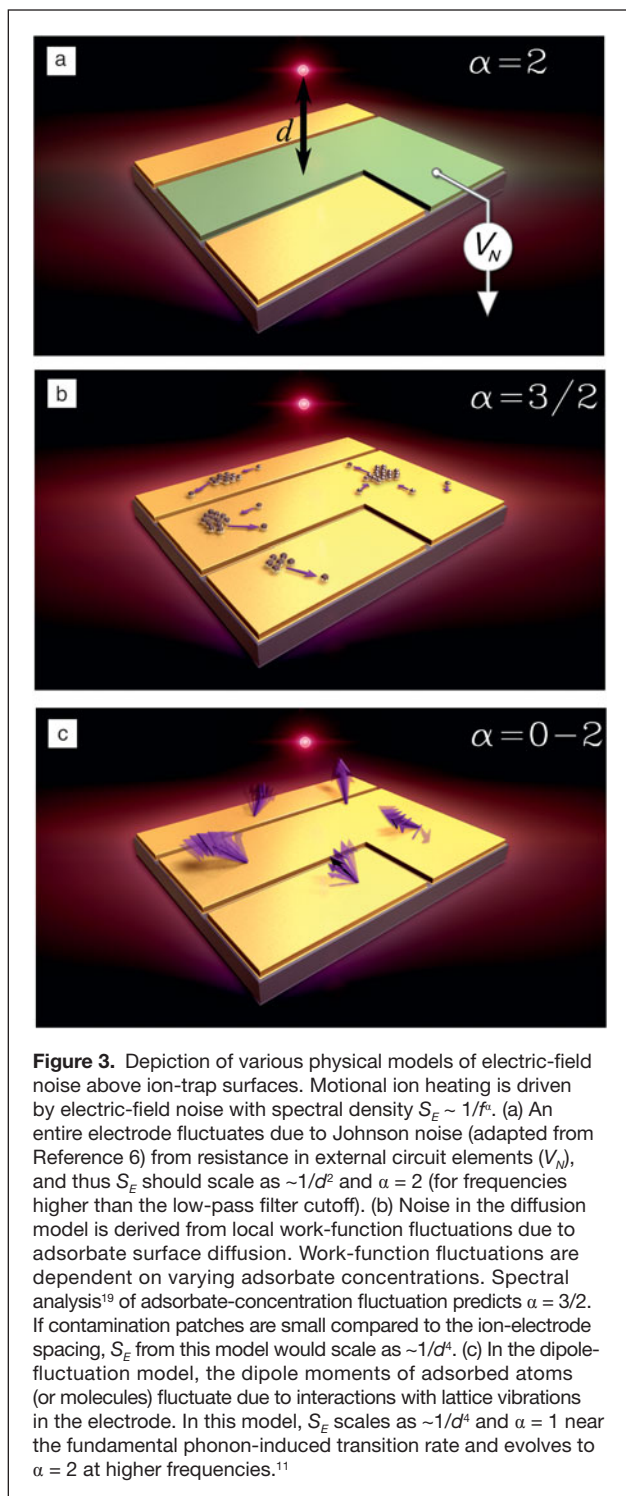 a
α=2
d
V_N
b
α=3/2
c
α=0-2
Figure 3. Depiction of various physical models of electric-field
noise above ion-trap surfaces. Motional ion heating is driven
by electric-field noise with spectral density S_E ~ 1/f^α. (a) An
entire electrode fluctuates due to Johnson noise (adapted from
Reference 6) from resistance in external circuit elements (V_N),
and thus S_E should scale as ~1/d² and α = 2 (for frequencies
higher than the low-pass filter cutoff). (b) Noise in the diffusion
model is derived from local work-function fluctuations due to
adsorbate surface diffusion. Work-function fluctuations are
dependent on varying adsorbate concentrations. Spectral
analysis¹⁹ of adsorbate-concentration fluctuation predicts α = 3/2.
If contamination patches are small compared to the ion-electrode
spacing, S_E from this model would scale as ~1/d⁴. (c) In the dipole-
fluctuation model, the dipole moments of adsorbed atoms
(or molecules) fluctuate due to interactions with lattice vibrations
in the electrode. In this model, S_E scales as ~1/d⁴ and α = 1 near
the fundamental phonon-induced transition rate and evolves to
α = 2 at higher frequencies.¹¹